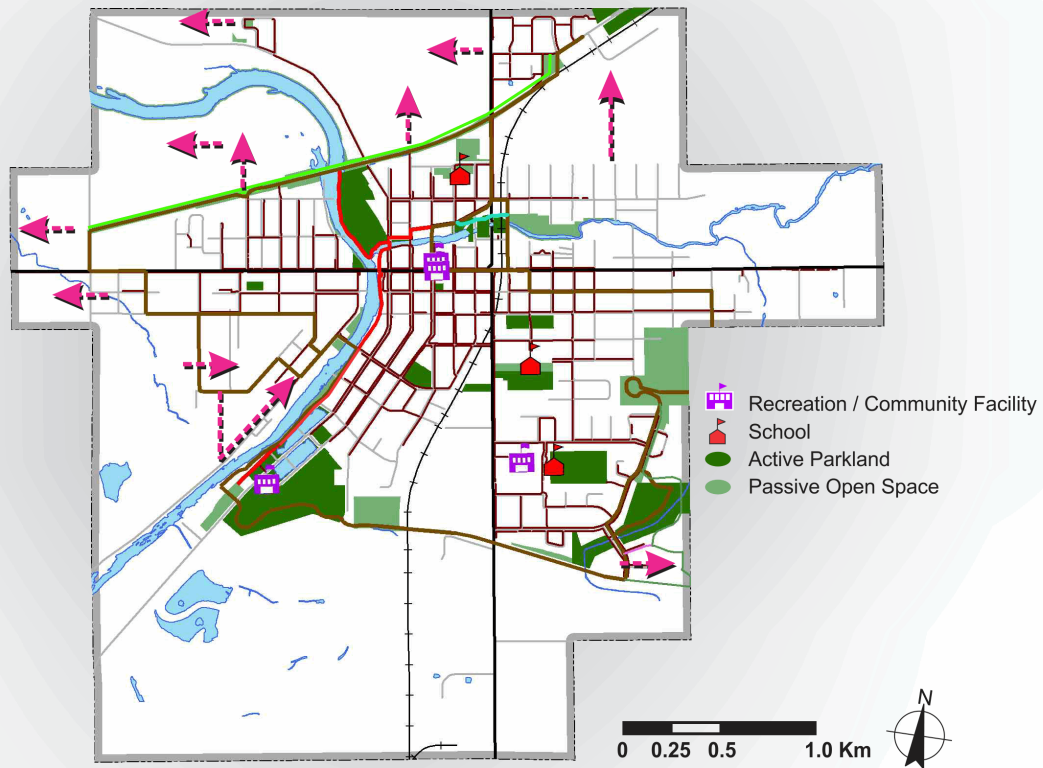 Recreation / Community Facility
School
Active Parkland
Passive Open Space
N
0 0.25 0.5 1.0 Km